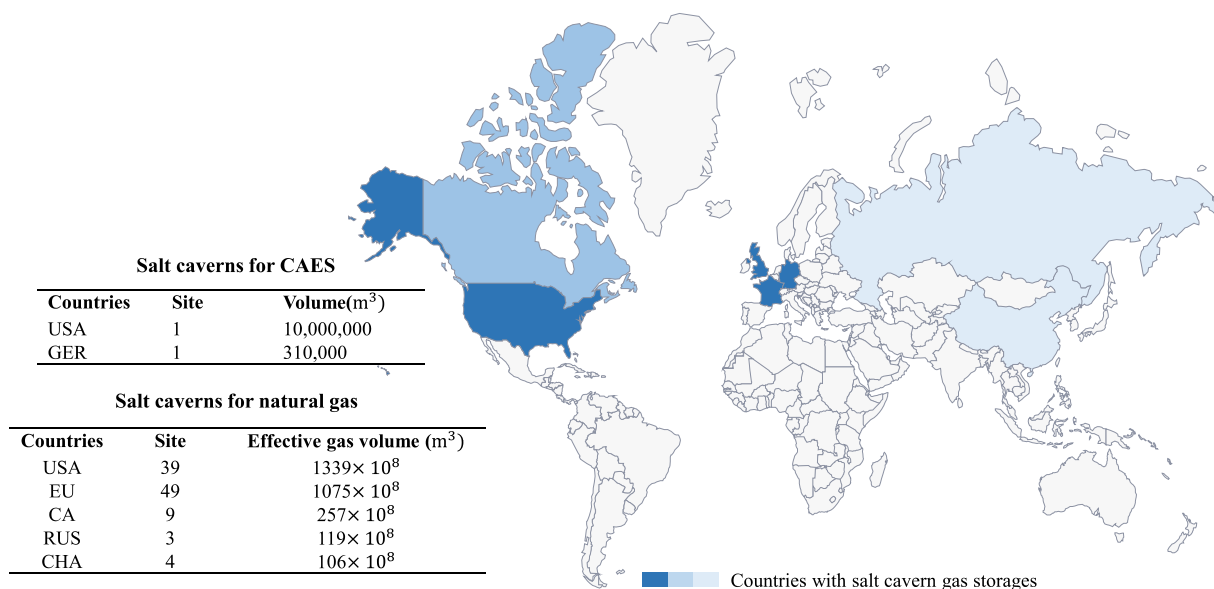 Salt caverns for CAES
Countries Site Volume(m³)
USA 1 10,000,000
GER 1 310,000
Salt caverns for natural gas
Countries Site Effective gas volume (m³)
USA 39 1339× 10⁸
EU 49 1075× 10⁸
CA 9 257× 10⁸
RUS 3 119× 10⁸
CHA 4 106× 10⁸
Countries with salt cavern gas storages